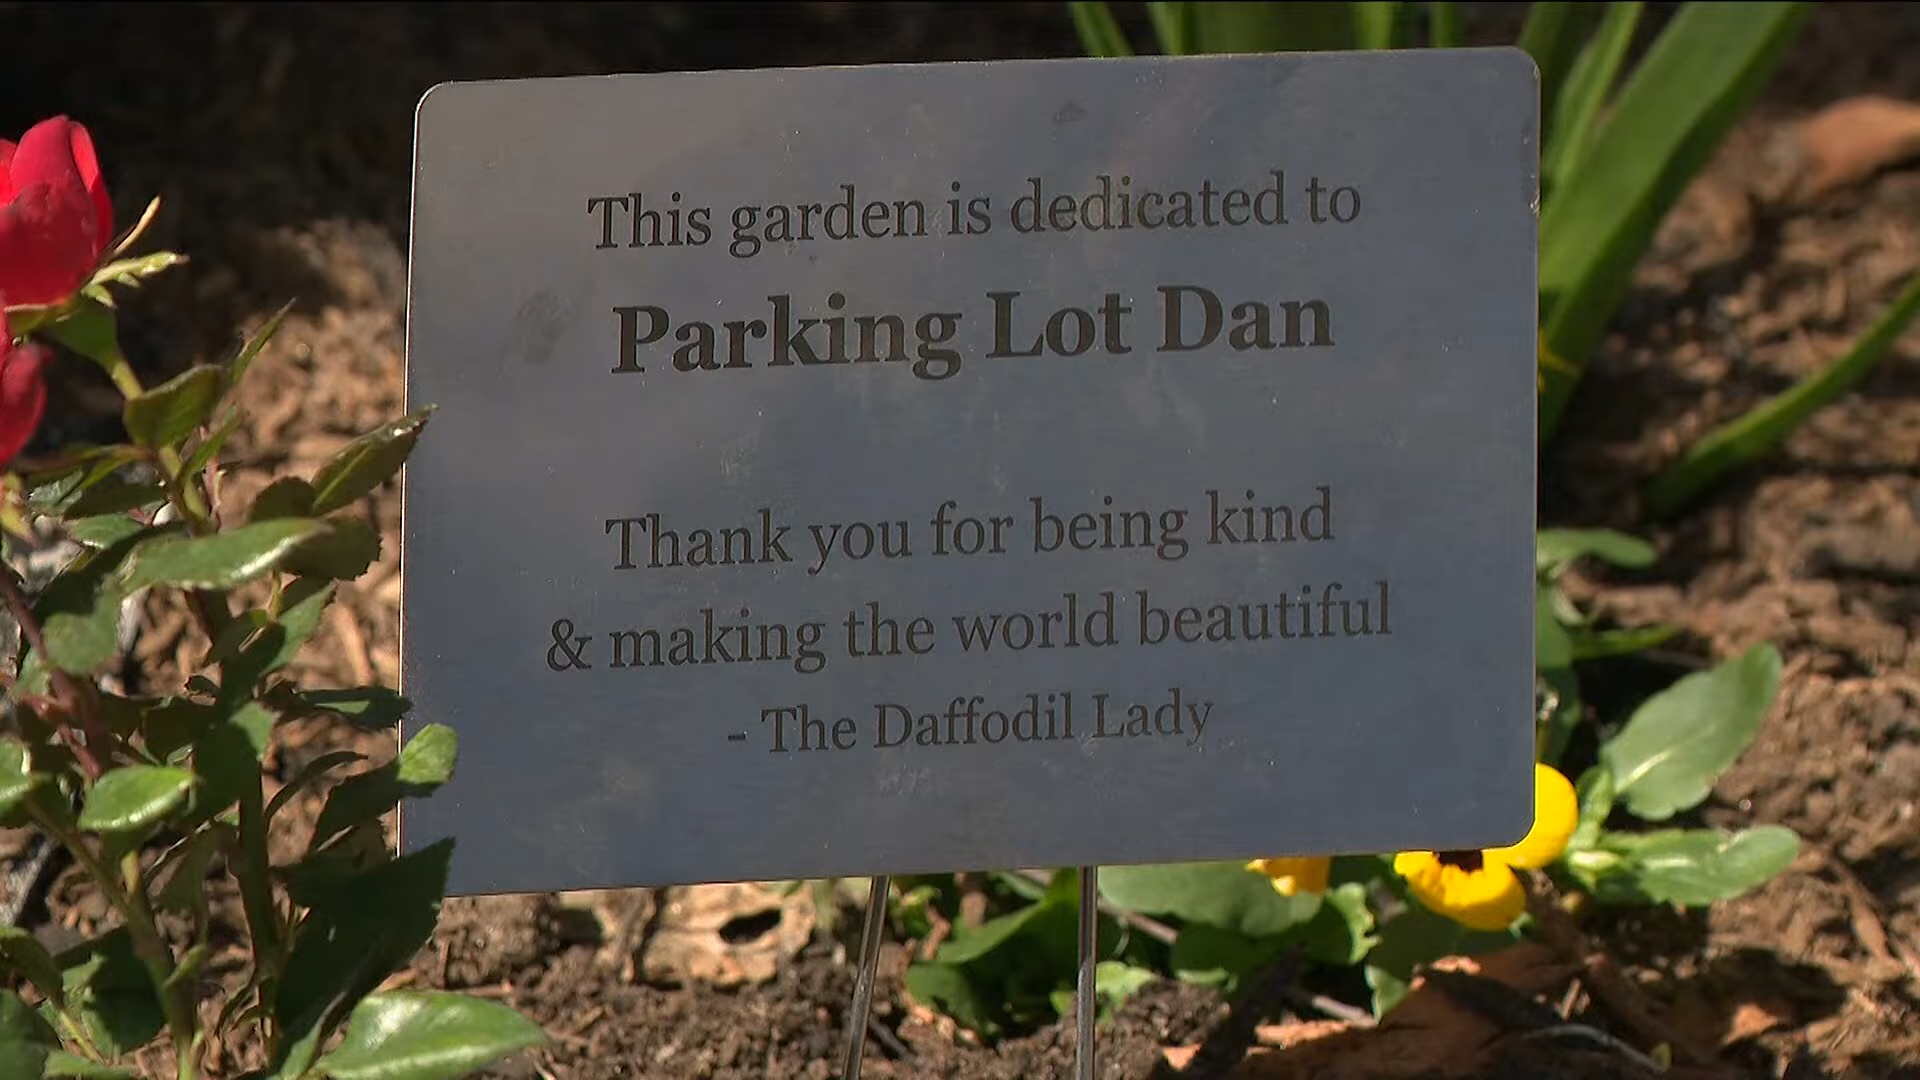 This garden is dedicated to
Parking Lot Dan
Thank you for being kind
& making the world beautiful
- The Daffodil Lady